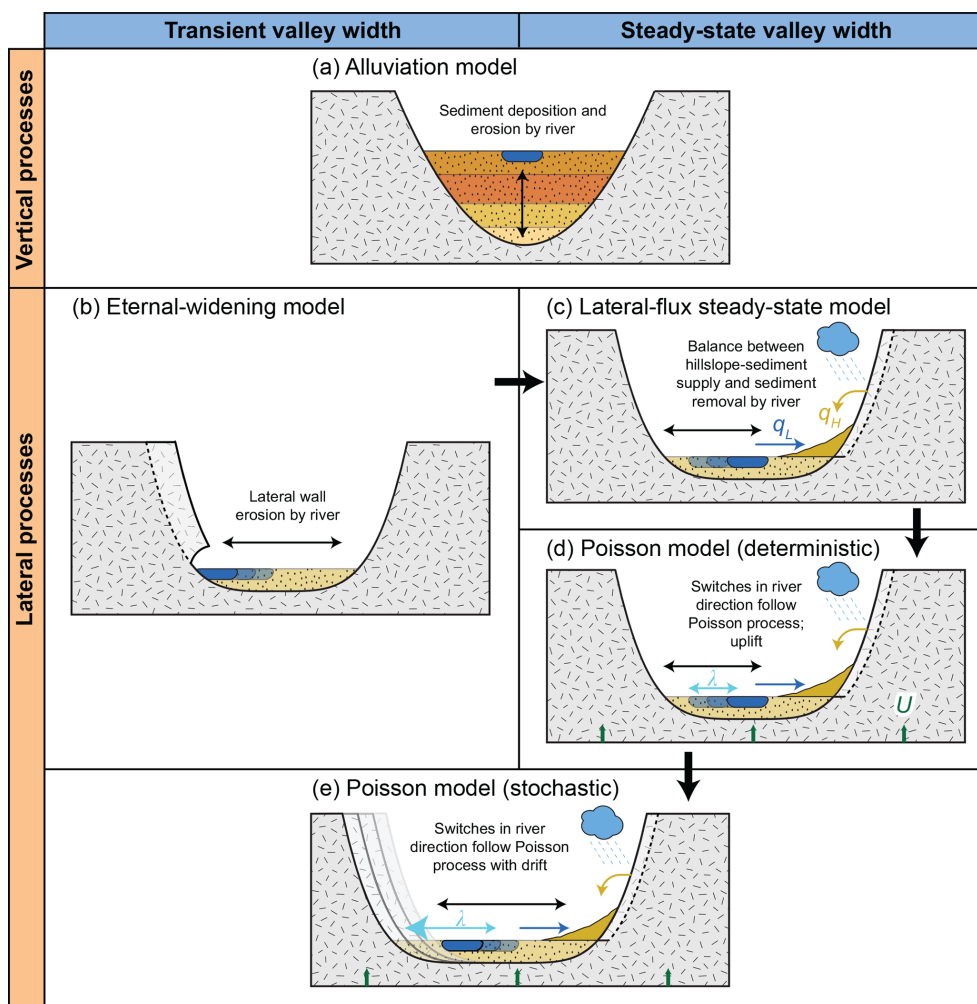 Transient valley width
Steady-state valley width
Vertical processes
(a) Alluviation model
Sediment deposition and
erosion by river
Lateral processes
(b) Eternal-widening model
Lateral wall
erosion by river
(c) Lateral-flux steady-state model
Balance between
hillslope-sediment
supply and sediment
removal by river
qL
qH
(d) Poisson model (deterministic)
Switches in river
direction follow
Poisson process;
uplift
λ
U
(e) Poisson model (stochastic)
Switches in river
direction follow Poisson
process with drift
λ